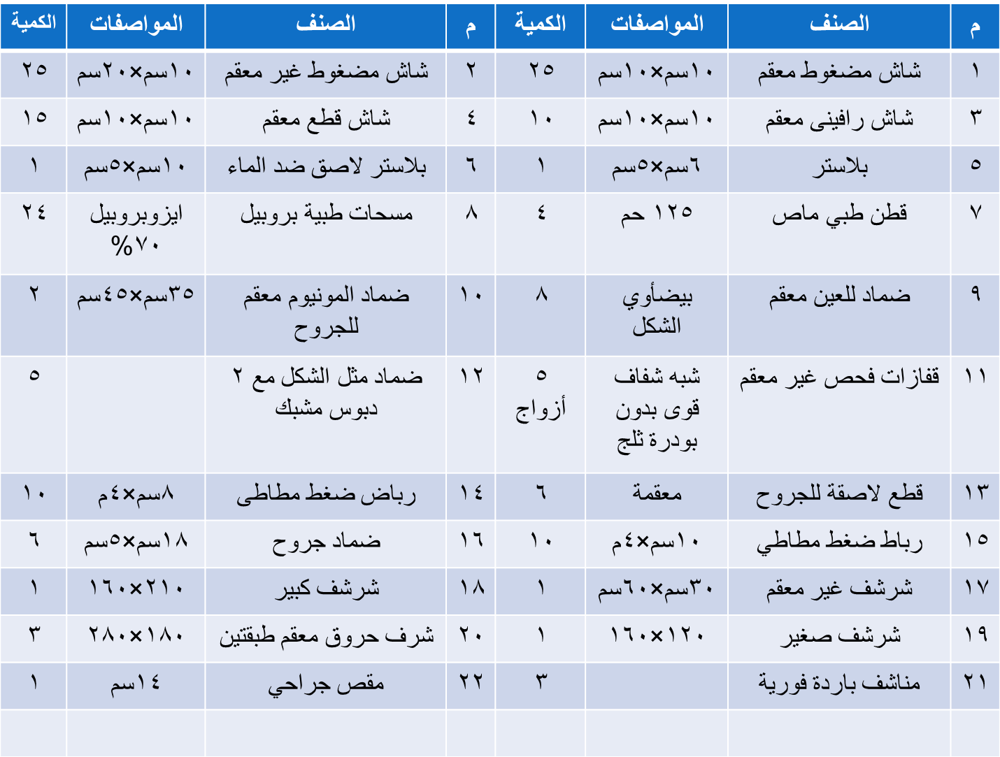 م الصنف المواصفات الكمية م الصنف المواصفات الكمية
١ شاش مضغوط معقم ١٠سم×١٠سم ٢٥ ٢ شاش مضغوط غير معقم ١٠سم×٢٠سم ٢٥
٣ شاش رافينى معقم ١٠سم×١٠سم ١٠ ٤ شاش قطع معقم ١٠سم×١٠سم ١٥
٥ بلاستر ٦سم×٥سم ١ ٦ بلاستر لاصق ضد الماء ١٠سم×٥سم ١
٧ قطن طبي ماص ١٢٥ حم ٤ ٨ مسحات طبية بروبيل ايزوبروبيل ٢٤
٧٠%
٩ ضماد للعين معقم بيضأوي ٨ ١٠ ضماد المونيوم معقم ٣٥سم×٤٥سم ٢
الشكل للجروح
١١ قفازات فحص غير معقم شبه شفاف ٥ ١٢ ضماد مثل الشكل مع ٢ ٥
قوى بدون أزواج دبوس مشبك
بودرة ثلج
١٣ قطع لاصقة للجروح معقمة ٦ ١٤ رباض ضغط مطاطى ٨سم×٤م ١٠
١٥ رباط ضغط مطاطي ١٠سم×٤م ١٠ ١٦ ضماد جروح ١٨سم×٥سم ٦
١٧ شرشف غير معقم ٣٠سم×٦٠سم ١ ١٨ شرشف كبير ٢١٠×١٦٠ ١
١٩ شرشف صغير ١٢٠×١٦٠ ١ ٢٠ شرف حروق معقم طبقتين ١٨٠×٢٨٠ ٣
٢١ مناشف باردة فورية ٣ ٢٢ مقص جراحي ١٤سم ١